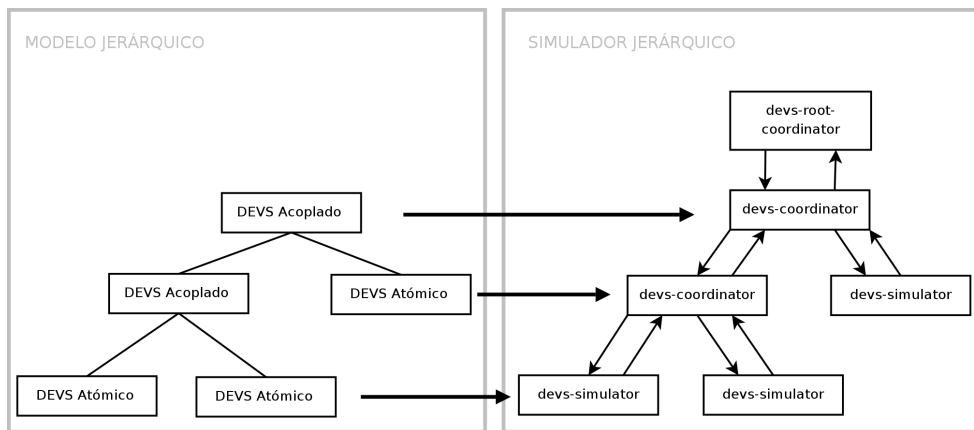 MODELO JERÁRQUICO
DEVS Acoplado
DEVS Acoplado
DEVS Atómico
DEVS Atómico
DEVS Atómico
SIMULADOR JERÁRQUICO
devs-root-
coordinator
devs-coordinator
devs-coordinator
devs-simulator
devs-simulator
devs-simulator